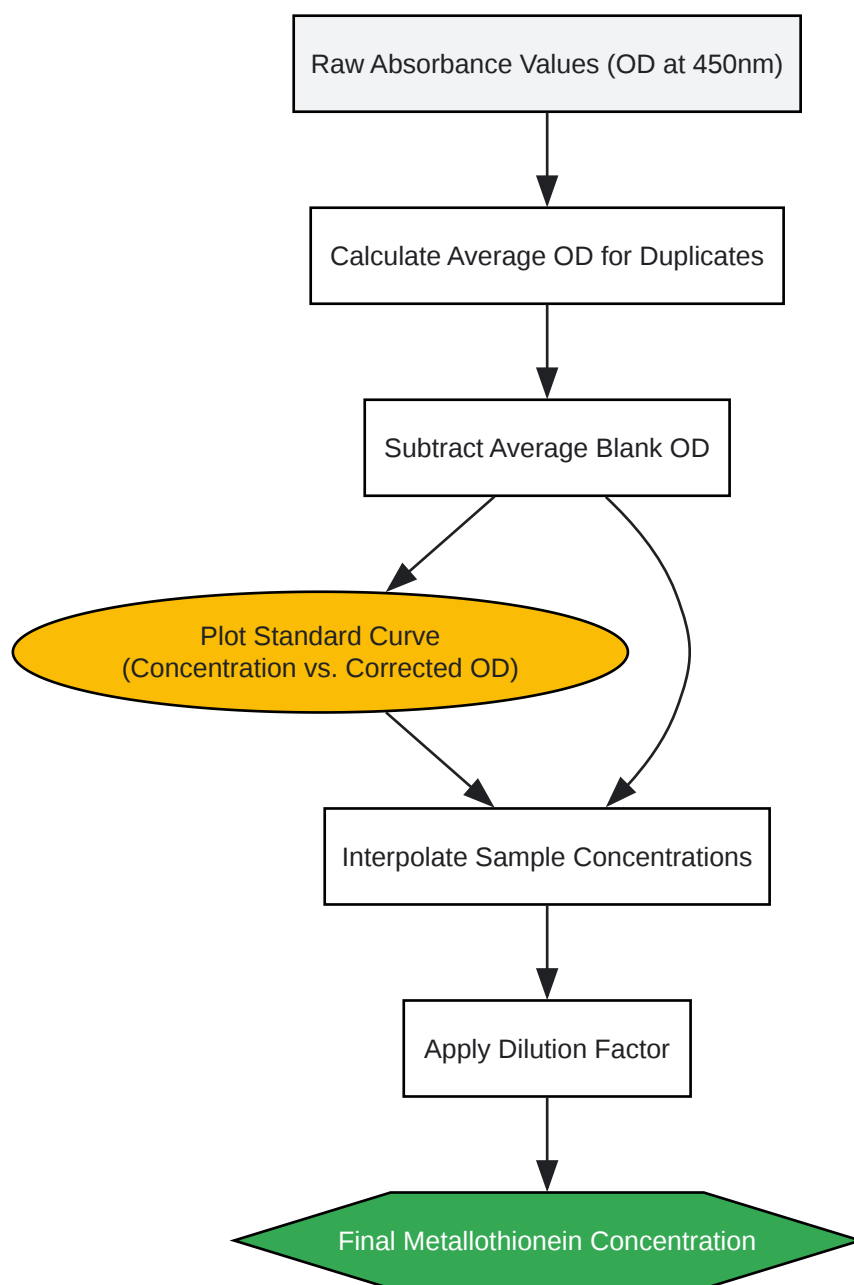 Raw Absorbance Values (OD at 450nm)
Calculate Average OD for Duplicates
Subtract Average Blank OD
Plot Standard Curve
(Concentration vs. Corrected OD)
Interpolate Sample Concentrations
Apply Dilution Factor
Final Metallothionein Concentration